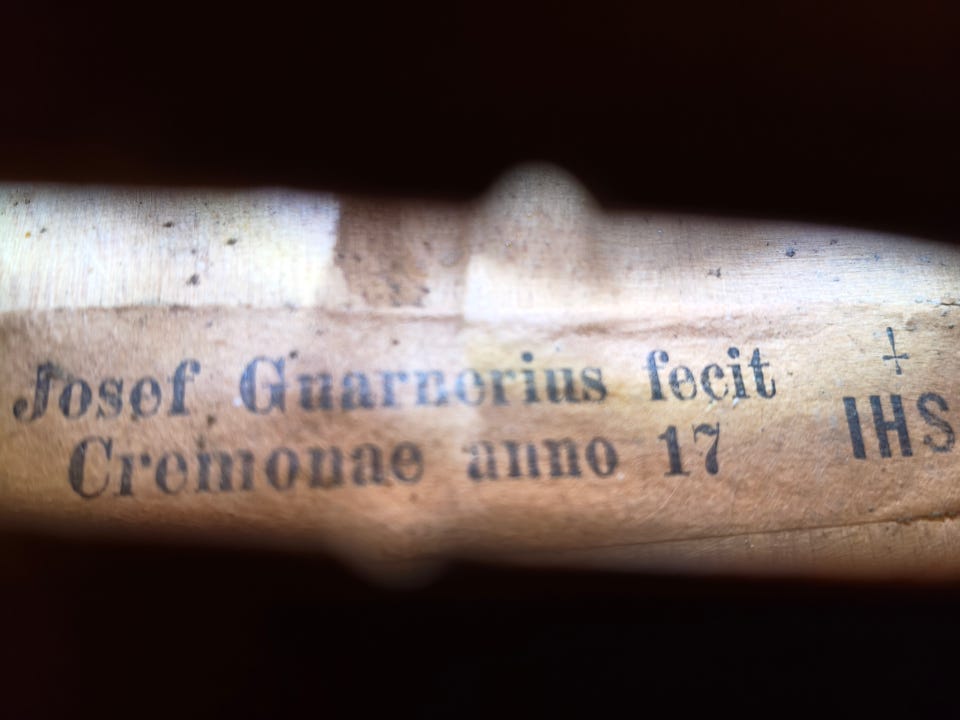 Josef Guarnerius fecit †
Cremonae anno 17 IHS